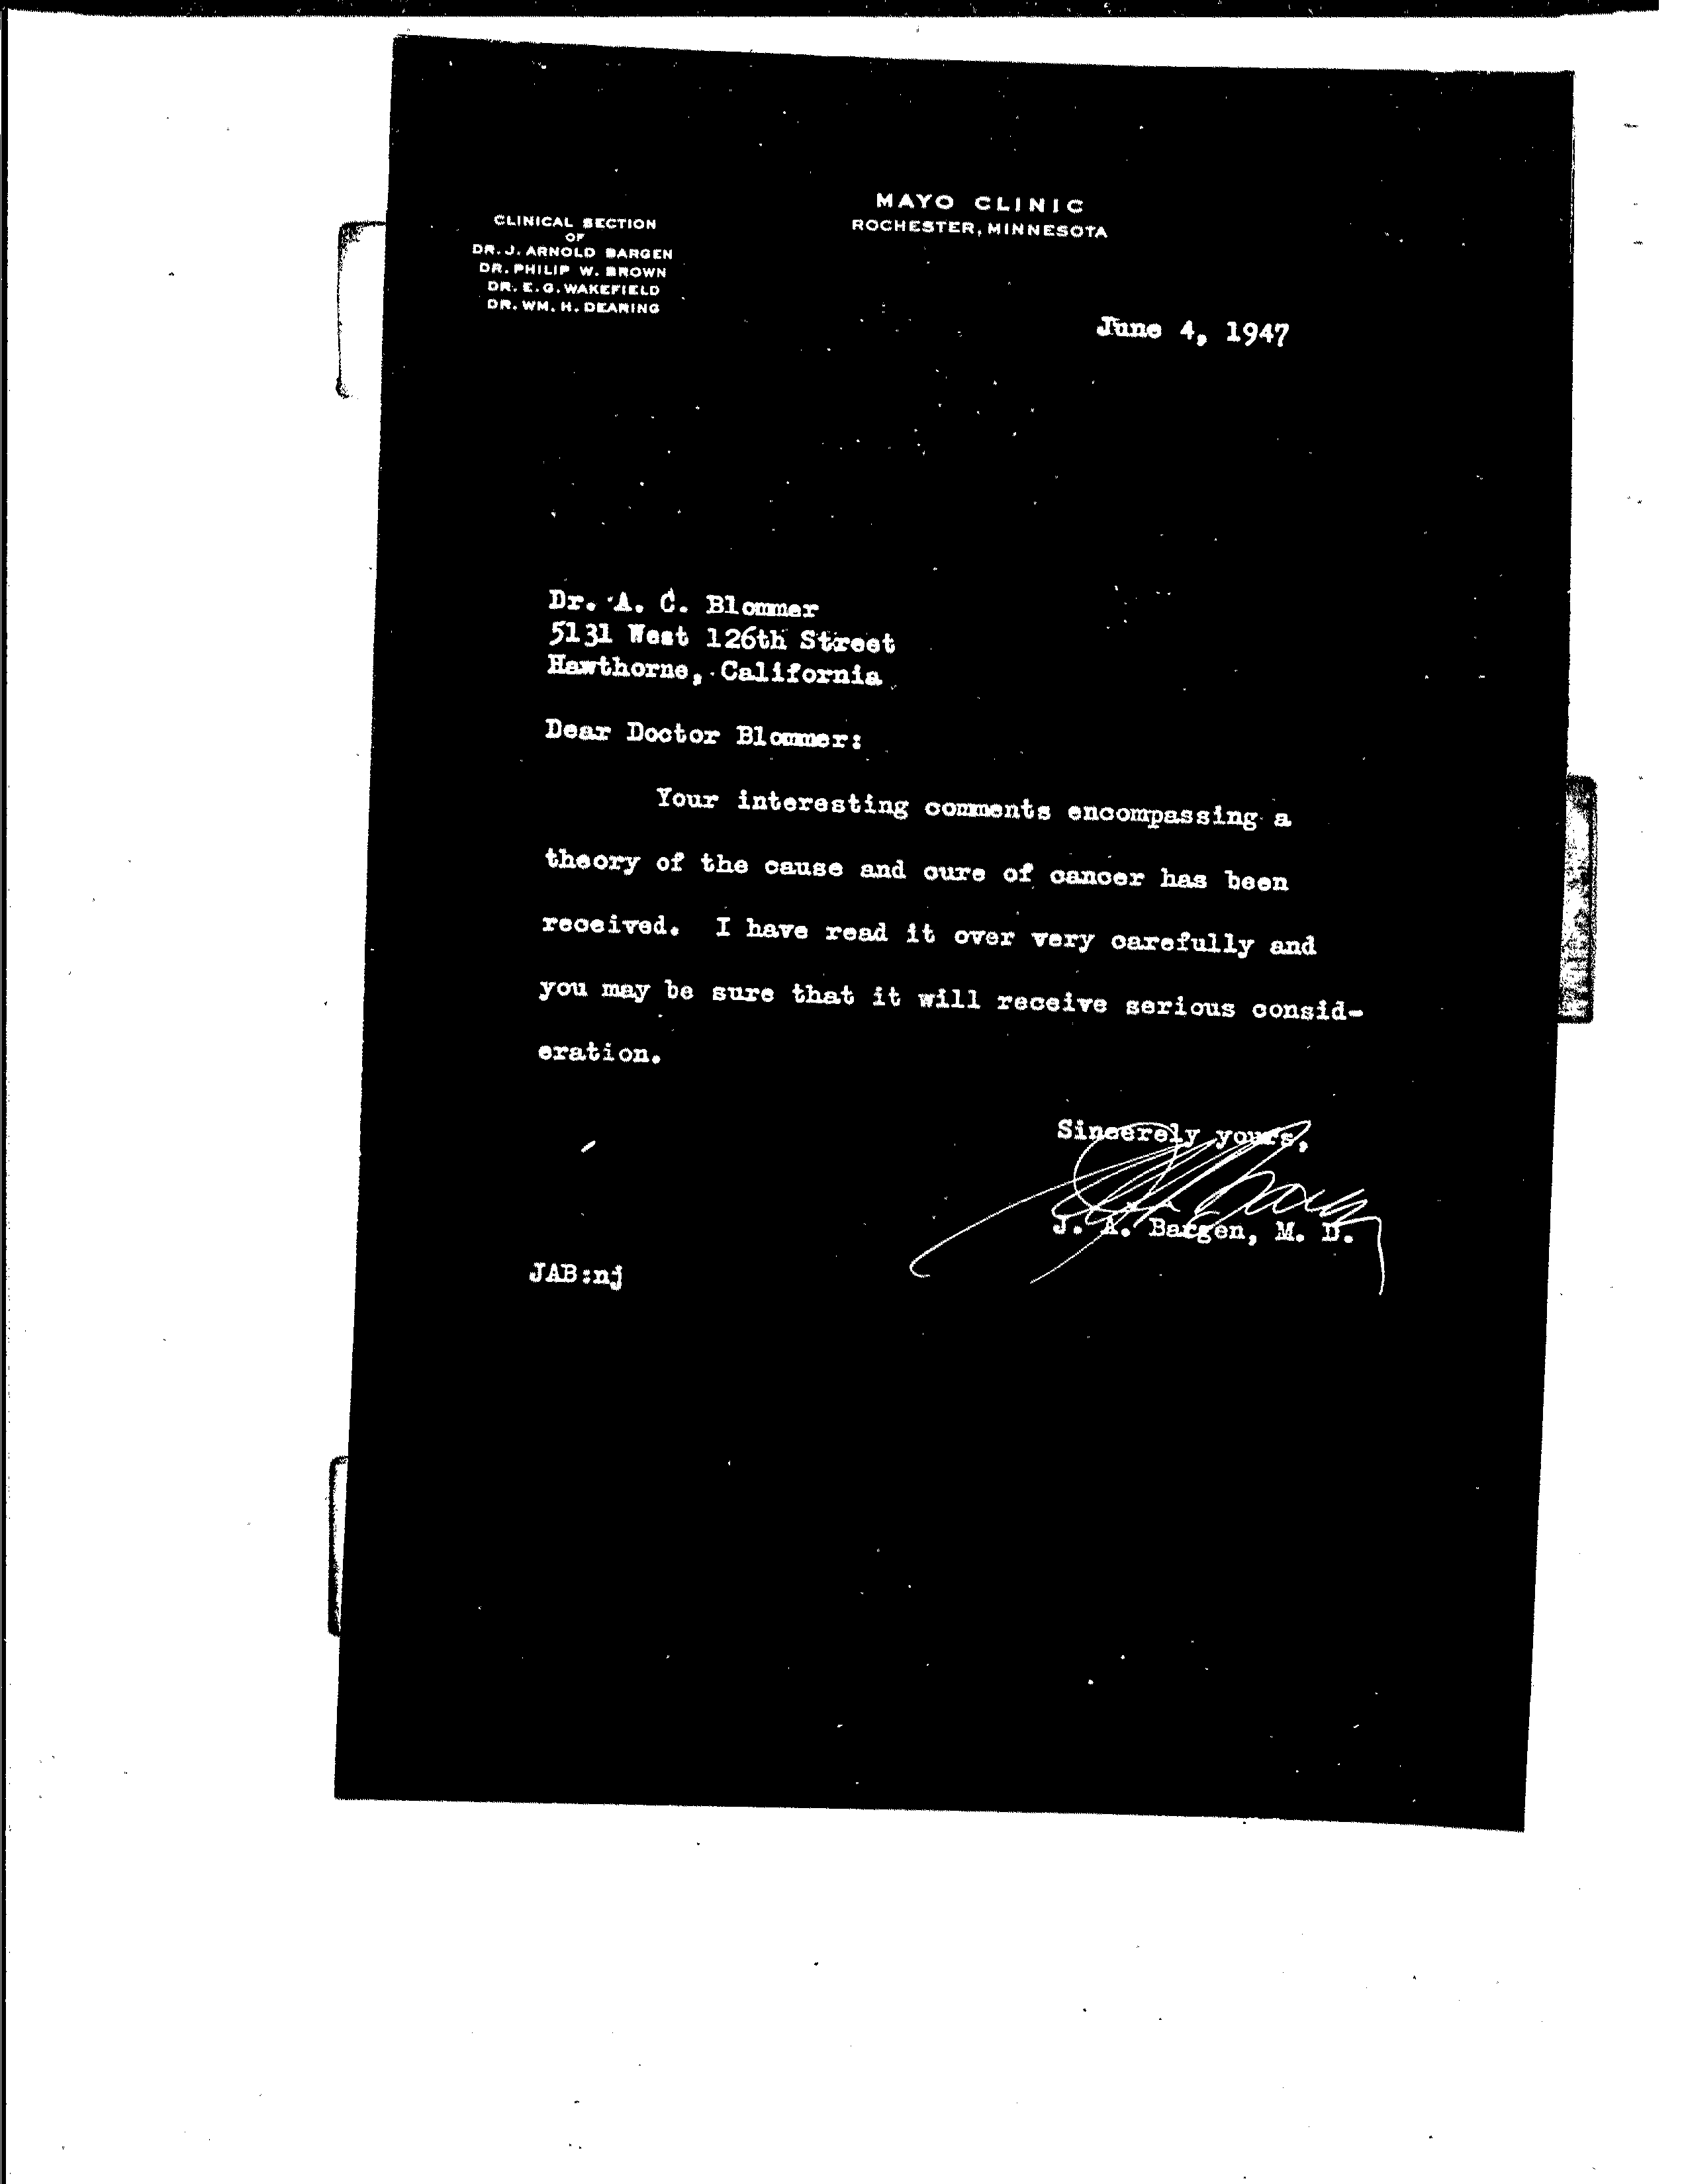 MAYO CLINIC
ROCHESTER, MINNESOTA
CLINICAL SECTION
OF
DR. J. ARNOLD BARGEN
DR. PHILIP W. BROWN
DR. E. G. WAKEFIELD
DR. WM. H. DEARING
June 4, 1947
Dr. A. C. Blommer
5131 West 126th Street
Hawthorne, California
Dear Doctor Blommer:
Your interesting comments encompassing a
theory of the cause and cure of cancer has been
received. I have read it over very carefully and
you may be sure that it will receive serious consid-
eration.
Sincerely yours,
J. A. Bargen, M. D.
JAB:nj